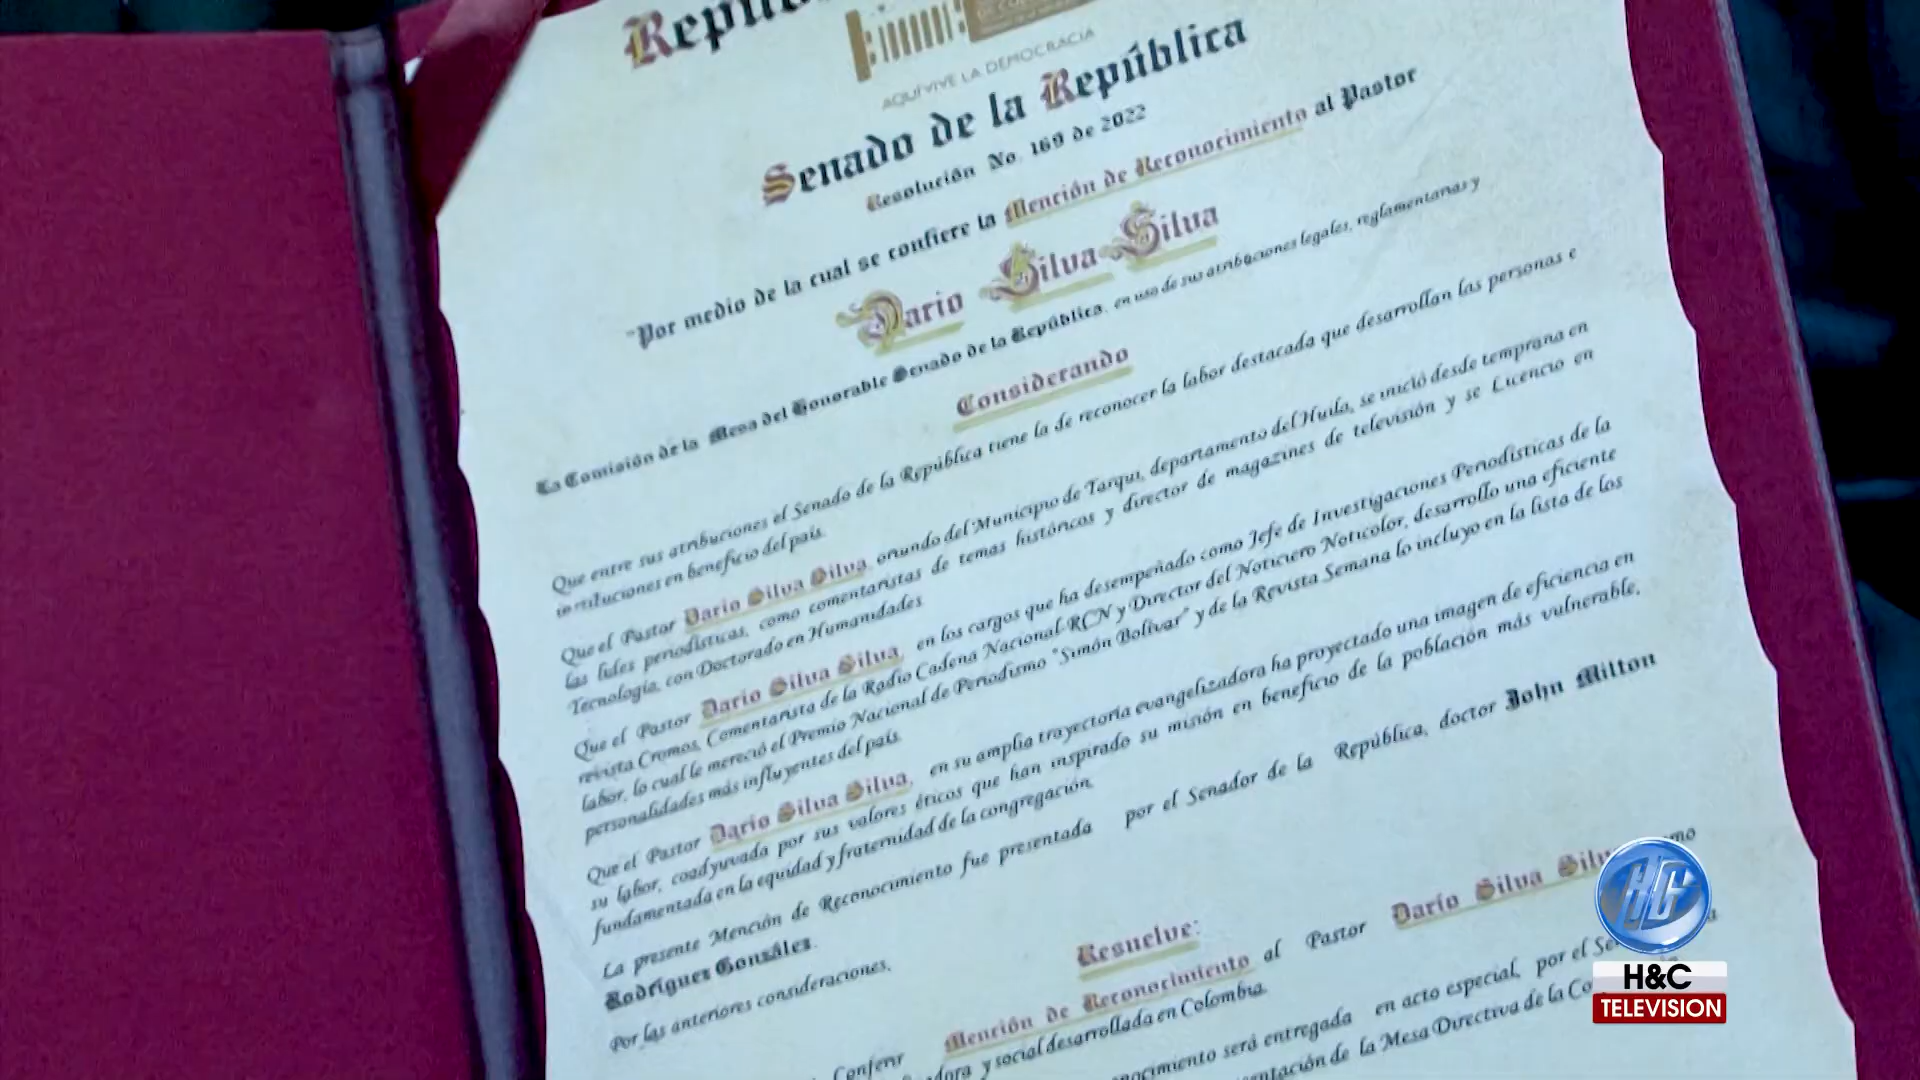 República
AQUÍ VIVE LA DEMOCRACIA
Senado de la República
Resolución No. 169 de 2022
"Por medio de la cual se confiere la Mención de Reconocimiento al Pastor
Darío Silva Silva
La Comisión de la Mesa del Honorable Senado de la República, en uso de sus atribuciones legales, reglamentarias y
Considerando
Que entre sus atribuciones el Senado de la República tiene la de reconocer la labor destacada que desarrollan las personas e
instituciones en beneficio del país.
Que el Pastor Darío Silva Silva, oriundo del Municipio de Tarqui, departamento del Huila, se inició desde temprana en
las lides periodísticas, como comentaristas de temas históricos y director de magazines de televisión y se Licencio en
Tecnología, con Doctorado en Humanidades
Que el Pastor Darío Silva Silva, en los cargos que ha desempeñado como Jefe de Investigaciones Periodísticas de la
revista Cromos, Comentarista de la Radio Cadena Nacional-RCN y Director del Noticiero Noticolor, desarrollo una eficiente
labor, lo cual le mereció el Premio Nacional de Periodismo "Simón Bolívar" y de la Revista Semana lo incluyo en la lista de los
personalidades más influyentes del país.
Que el Pastor Darío Silva Silva, en su amplia trayectoria evangelizadora ha proyectado una imagen de eficiencia en
su labor, coadyuvada por sus valores éticos que han inspirado su misión en beneficio de la población más vulnerable,
fundamentada en la equidad y fraternidad de la congregación.
La presente Mención de Reconocimiento fue presentada por el Senador de la República, doctor John Milton
Rodríguez Gonzáles.
Por las anteriores consideraciones,
Resuelve:
Conferir Mención de Reconocimiento al Pastor Darío Silva
y social desarrollada en Colombia.
será entregada en acto especial, por el
de la Mesa Directiva de la
HC
H&C
TELEVISION